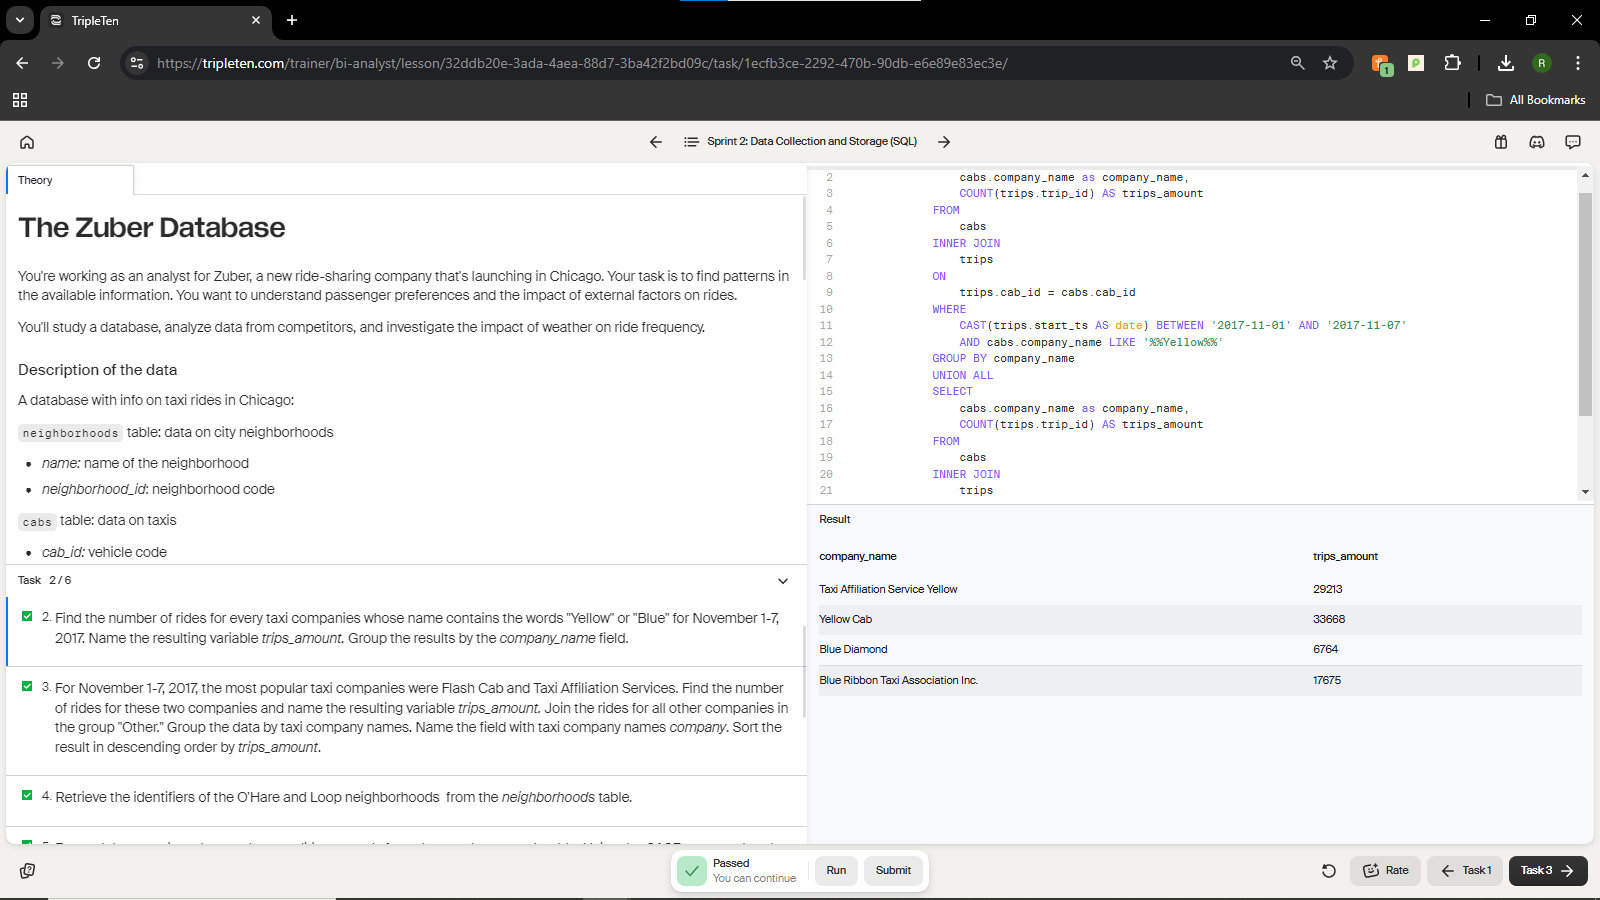 TripleTen
https://tripleten.com/trainer/bi-analyst/lesson/32ddb20e-3ada-4aea-88d7-3ba42f2bd09c/task/1ecfb3ce-2292-470b-90db-e6e89e83ec3e/
1
R
All Bookmarks
Sprint 2: Data Collection and Storage (SQL)
Theory
The Zuber Database
You're working as an analyst for Zuber, a new ride-sharing company that's launching in Chicago. Your task is to find patterns in
the available information. You want to understand passenger preferences and the impact of external factors on rides.
You'll study a database, analyze data from competitors, and investigate the impact of weather on ride frequency.
Description of the data
A database with info on taxi rides in Chicago:
neighborhoods table: data on city neighborhoods
• name: name of the neighborhood
• neighborhood_id: neighborhood code
cabs table: data on taxis
• cab_id: vehicle code
Task 2 / 6
2. Find the number of rides for every taxi companies whose name contains the words "Yellow" or "Blue" for November 1-7,
2017. Name the resulting variable trips_amount. Group the results by the company_name field.
3. For November 1-7, 2017, the most popular taxi companies were Flash Cab and Taxi Affiliation Services. Find the number
of rides for these two companies and name the resulting variable trips_amount. Join the rides for all other companies in
the group "Other." Group the data by taxi company names. Name the field with taxi company names company. Sort the
result in descending order by trips_amount.
4. Retrieve the identifiers of the O'Hare and Loop neighborhoods from the neighborhoods table.
2 cabs.company_name as company_name,
3 COUNT(trips.trip_id) AS trips_amount
4 FROM
5 cabs
6 INNER JOIN
7 trips
8 ON
9 trips.cab_id = cabs.cab_id
10 WHERE
11 CAST(trips.start_ts AS date) BETWEEN '2017-11-01' AND '2017-11-07'
12 AND cabs.company_name LIKE '%%Yellow%%'
13 GROUP BY company_name
14 UNION ALL
15 SELECT
16 cabs.company_name as company_name,
17 COUNT(trips.trip_id) AS trips_amount
18 FROM
19 cabs
20 INNER JOIN
21 trips
Result
company_name trips_amount
Taxi Affiliation Service Yellow 29213
Yellow Cab 33668
Blue Diamond 6764
Blue Ribbon Taxi Association Inc. 17675
Passed
You can continue
Run
Submit
Rate
Task 1
Task 3